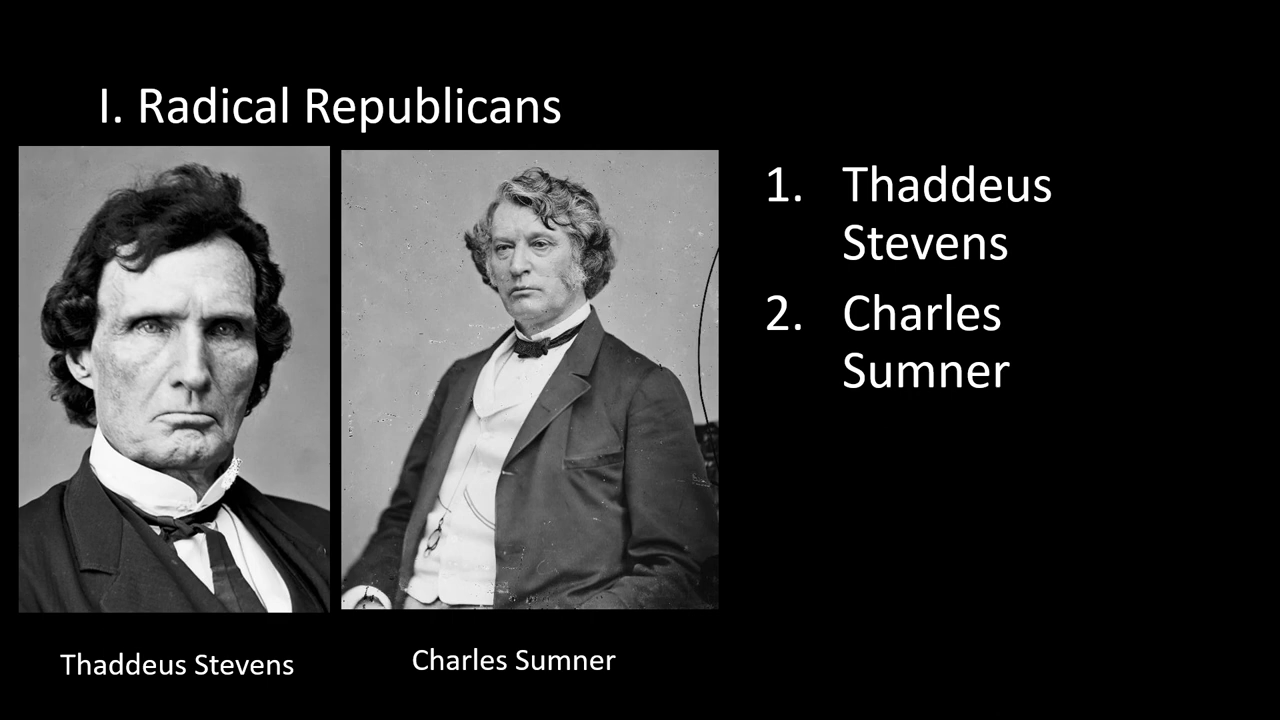 I. Radical Republicans
1. Thaddeus
Stevens
2. Charles
Sumner
Thaddeus Stevens
Charles Sumner